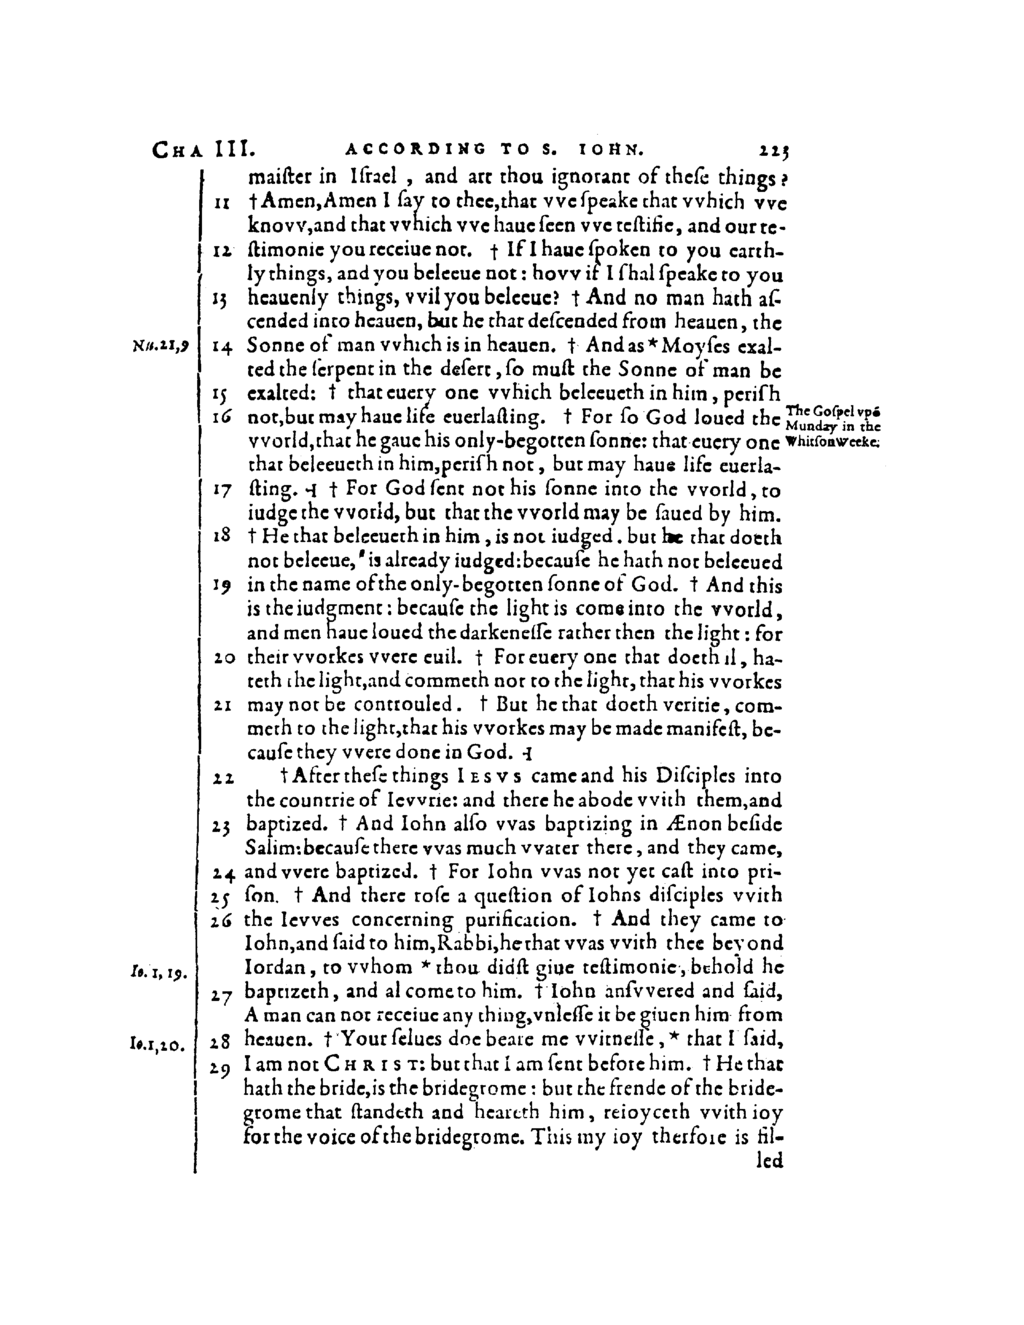 CHA III. ACCORDING TO S. IOHN. 225
maiſter in Iſrael , and art thou ignorant of theſe things?
11 † Amen,Amen I ſay to thee,that vve ſpeake that vvhich vve
knovv,and that vvhich vve haue ſeen vve teſtifie, and our te-
12 ſtimonie you receiue not. † If I haue ſpoken to you earth-
ly things, and you beleeue not : hovv if I ſhal ſpeake to you
13 heauenly things, vvil you beleeue? † And no man hath aſ-
cended into heauen, but he that deſcended from heauen, the
Nu.21,9 14 Sonne of man vvhich is in heauen. † And as * Moyſes exal-
ted the ſerpent in the deſert , ſo muſt the Sonne of man be
15 exalted: † that euery one vvhich beleeueth in him, periſh
16 not,but may haue life euerlaſting. † For ſo God loued the The Goſpel vpõ
Munday in the
vvorld,that he gaue his only-begotten ſonne: that euery one Whitſon weeke.
that beleeueth in him,periſh not, but may haue life euerla-
17 ſting. ⊣ † For God ſent not his ſonne into the vvorld, to
iudge the vvorld, but that the vvorld may be ſaued by him.
18 † He that beleeueth in him , is not iudged. but he that doeth
not beleeue, " is already iudged:becauſe he hath not beleeued
19 in the name of the only-begotten ſonne of God. † And this
is the iudgment : becauſe the light is come into the vvorld,
and men haue loued the darkeneſſe rather then the light : for
20 their vvorkes vvere euil. † For euery one that doeth il, ha-
teth the light,and commeth not to the light, that his vvorkes
21 may not be controuled. † But he that doeth veritie, com-
meth to the light,that his vvorkes may be made manifeſt, be-
cauſe they vvere done in God. ⊣
22 † After theſe things IESVS came and his Diſciples into
the countrie of Ievvrie: and there he abode vvith them,and
23 baptized. † And Iohn alſo vvas baptizing in Ænon beſide
Salim:becauſe there vvas much vvater there, and they came,
24 and vvere baptized. † For Iohn vvas not yet caſt into pri-
25 ſon. † And there roſe a queſtion of Iohns diſciples vvith
26 the Ievves concerning purification. † And they came to
Iohn,and ſaid to him,Rabbi,he that vvas vvith thee beyond
Io.1,19. Iordan, to vvhom * thou didſt giue teſtimonie, behold he
27 baptizeth, and al come to him. † Iohn anſvvered and ſaid,
A man can not receiue any thing,vnleſſe it be giuen him from
Io.1,20. 28 heauen. † Your ſelues doe beare me vvitneſſe, * that I ſaid,
29 I am not CHRIST: but that I am ſent before him. † He that
hath the bride,is the bridegrome : but the frende of the bride-
grome that ſtandeth and heareth him, reioyceth vvith ioy
for the voice of the bridegrome. This my ioy therfore is fil-
led